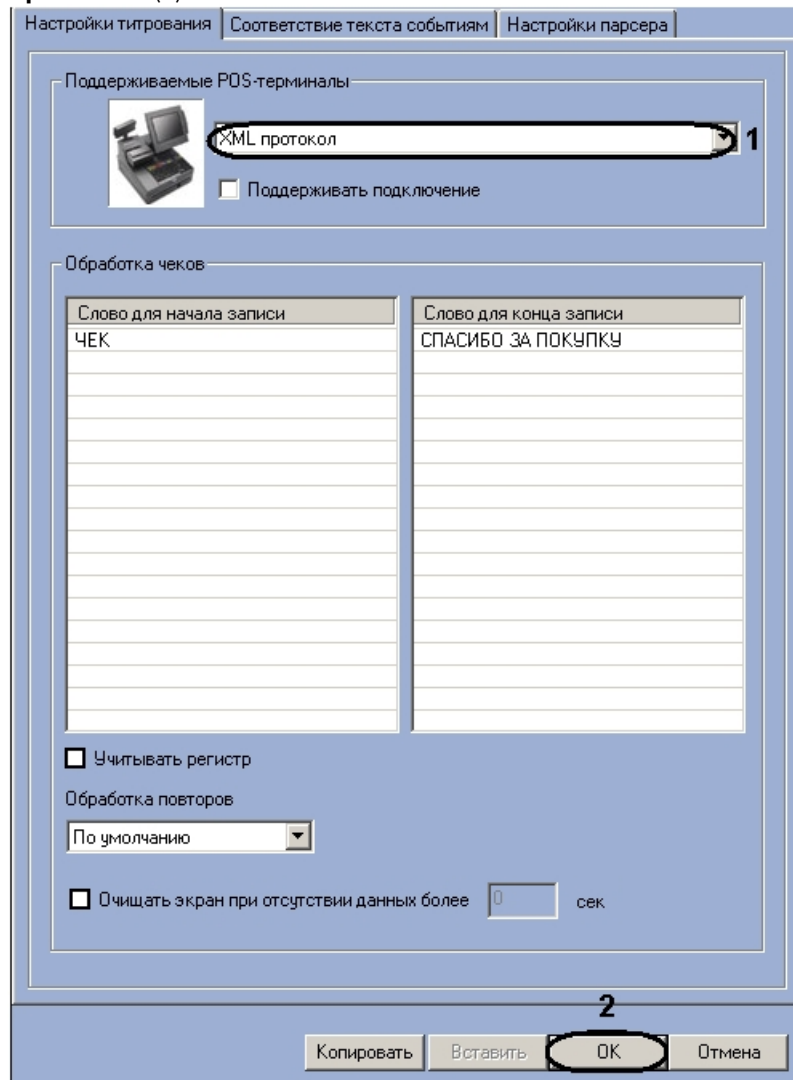 Настройки титрования Соответствие текста событиям Настройки парсера
Поддерживаемые POS-терминалы
XML протокол 1
Поддерживать подключение
Обработка чеков
Слово для начала записи Слово для конца записи
ЧЕК СПАСИБО ЗА ПОКУПКУ
Учитывать регистр
Обработка повторов
По умолчанию
Очищать экран при отсутствии данных более 0 сек
2
Копировать Вставить OK Отмена